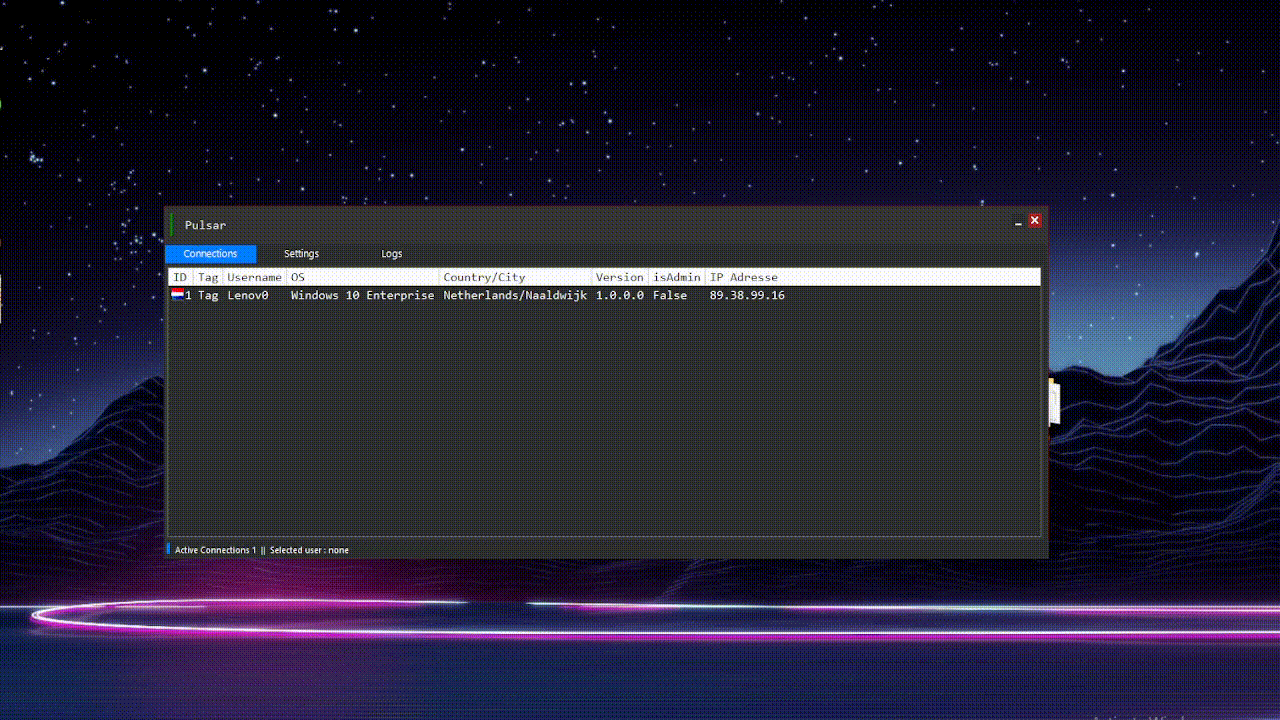 Pulsar
Connections Settings Logs
ID Tag Username OS Country/City Version isAdmin IP Adresse
1 Tag Lenov0 Windows 10 Enterprise Netherlands/Naaldwijk 1.0.0.0 False 89.38.99.16
Active Connections 1 || Selected user : none